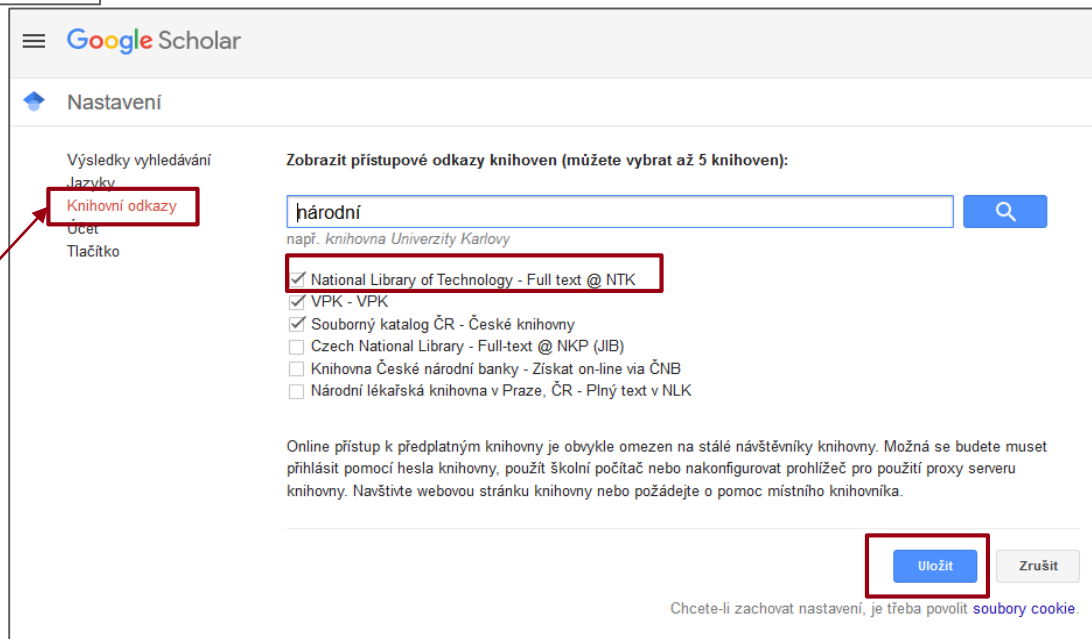 Google Scholar
Nastavení
Výsledky vyhledávání
Jazyky
Knihovní odkazy
Účet
Tlačítko
Zobrazit přístupové odkazy knihoven (můžete vybrat až 5 knihoven):
národní
např. knihovna Univerzity Karlovy
National Library of Technology - Full text @ NTK
VPK - VPK
Souborný katalog ČR - České knihovny
Czech National Library - Full-text @ NKP (JIB)
Knihovna České národní banky - Získat on-line via ČNB
Národní lékařská knihovna v Praze, ČR - Plný text v NLK
Online přístup k předplatným knihovny je obvykle omezen na stálé návštěvníky knihovny. Možná se budete muset
přihlásit pomocí hesla knihovny, použít školní počítač nebo nakonfigurovat prohlížeč pro použití proxy serveru
knihovny. Navštivte webovou stránku knihovny nebo požádejte o pomoc místního knihovníka.
Uložit
Zrušit
Chcete-li zachovat nastavení, je třeba povolit soubory cookie.